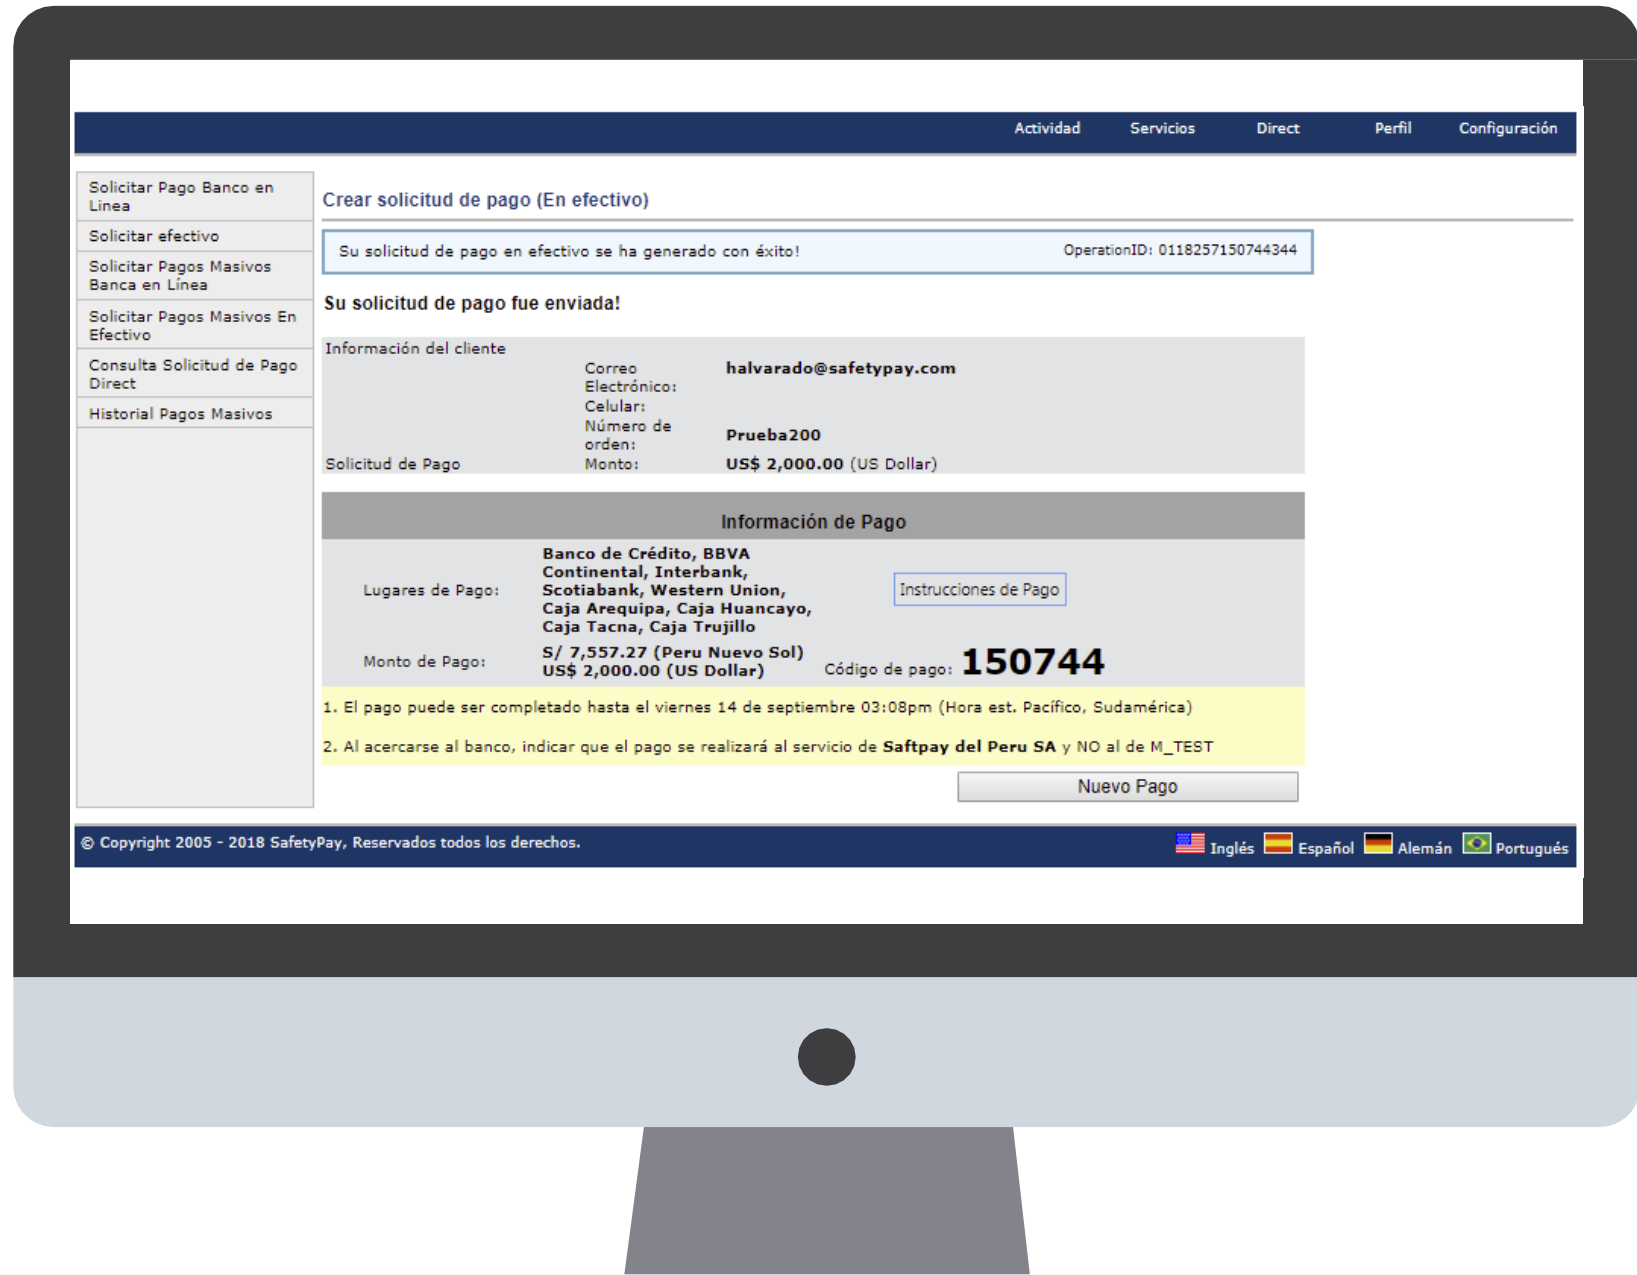 Actividad Servicios Direct Perfil Configuración
Solicitar Pago Banco en
Linea
Solicitar efectivo
Solicitar Pagos Masivos
Banca en Línea
Solicitar Pagos Masivos En
Efectivo
Consulta Solicitud de Pago
Direct
Historial Pagos Masivos
Crear solicitud de pago (En efectivo)
Su solicitud de pago en efectivo se ha generado con éxito! OperationID: 0118257150744344
Su solicitud de pago fue enviada!
Información del cliente
Correo
Electrónico: halvarado@safetypay.com
Celular:
Número de
orden: Prueba200
Solicitud de Pago Monto: US$ 2,000.00 (US Dollar)
Información de Pago
Lugares de Pago:
Banco de Crédito, BBVA
Continental, Interbank,
Scotiabank, Western Union,
Caja Arequipa, Caja Huancayo,
Caja Tacna, Caja Trujillo
Instrucciones de Pago
Monto de Pago:
S/ 7,557.27 (Peru Nuevo Sol)
US$ 2,000.00 (US Dollar)
Código de pago: 150744
1. El pago puede ser completado hasta el viernes 14 de septiembre 03:08pm (Hora est. Pacífico, Sudamérica)
2. Al acercarse al banco, indicar que el pago se realizará al servicio de Saftpay del Peru SA y NO al de M_TEST
Nuevo Pago
© Copyright 2005 - 2018 SafetyPay, Reservados todos los derechos. Inglés Español Alemán Portugués